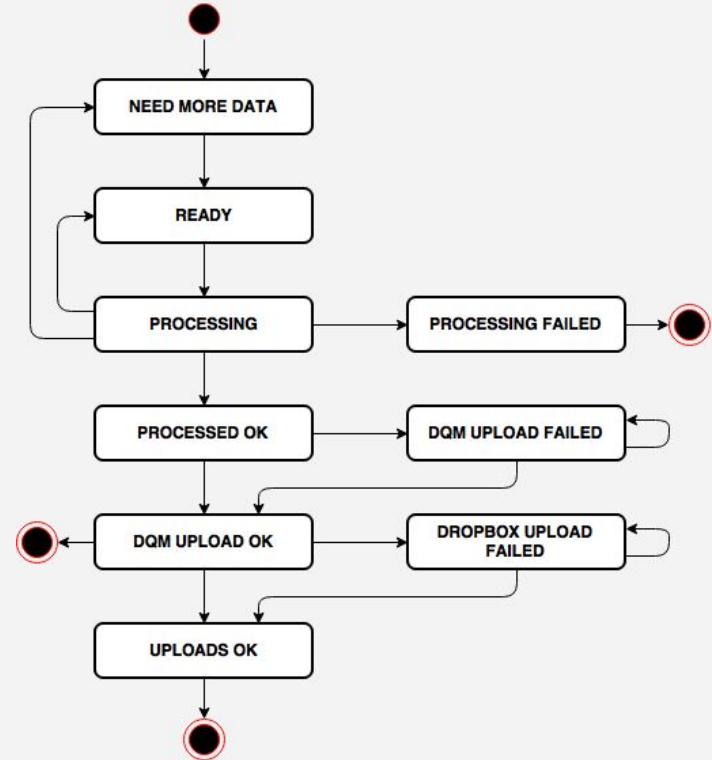 NEED MORE DATA
READY
PROCESSING
PROCESSING FAILED
PROCESSED OK
DQM UPLOAD FAILED
DQM UPLOAD OK
DROPBOX UPLOAD
FAILED
UPLOADS OK